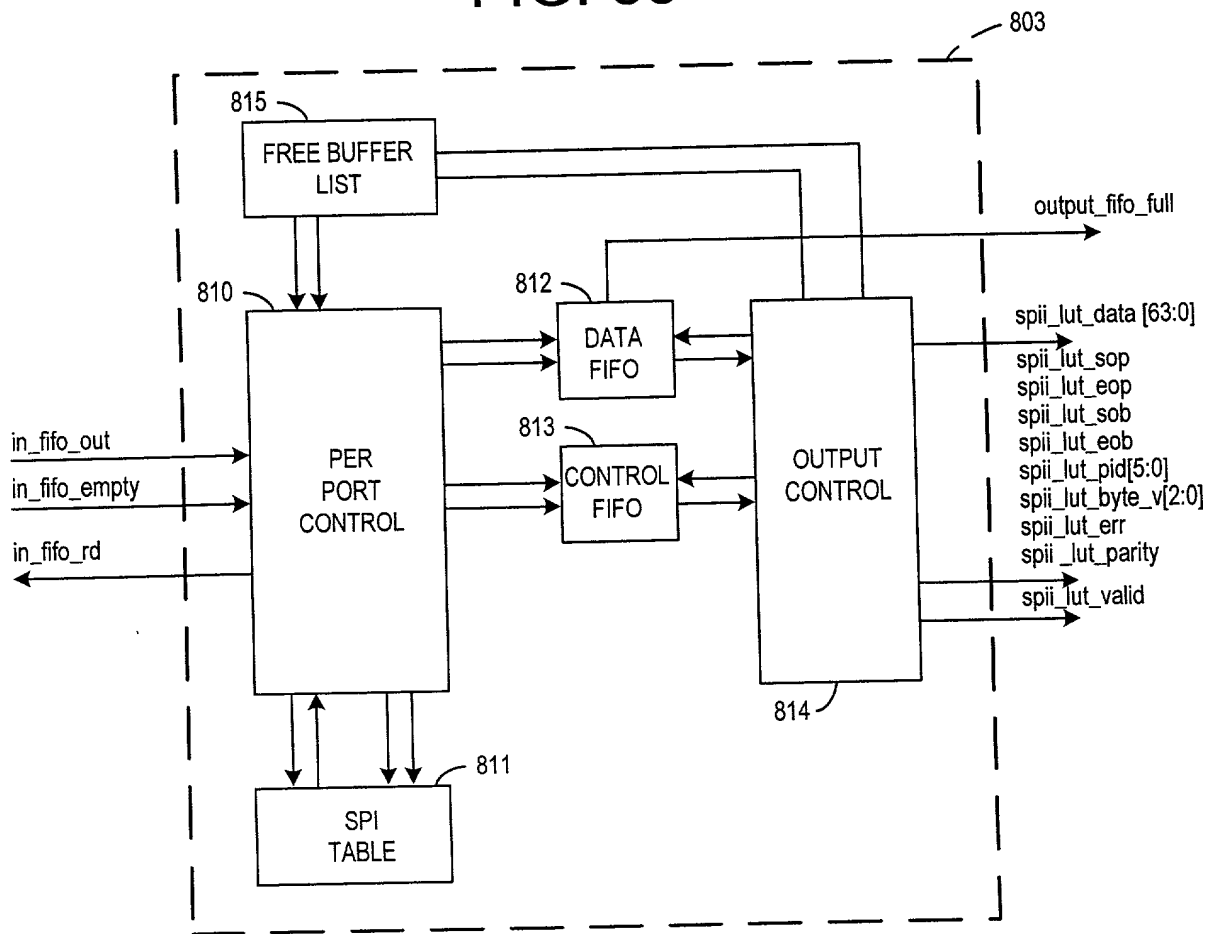 803
815
FREE BUFFER
LIST
output_fifo_full
810
812
DATA
FIFO
spii_lut_data [63:0]
spii_lut_sop
spii_lut_eop
spii_lut_sob
spii_lut_eob
spii_lut_pid[5:0]
spii_lut_byte_v[2:0]
spii_lut_err
spii _lut_parity
spii_lut_valid
in_fifo_out
in_fifo_empty
in_fifo_rd
PER
PORT
CONTROL
813
CONTROL
FIFO
OUTPUT
CONTROL
814
811
SPI
TABLE